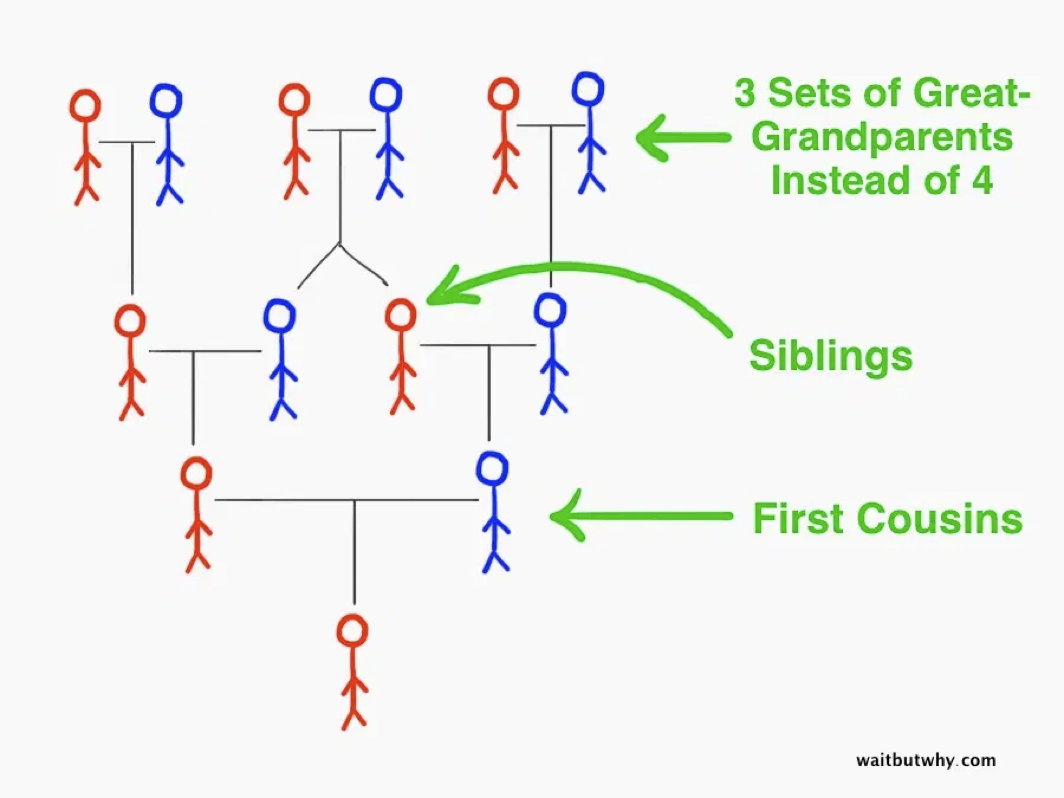 3 Sets of Great-
Grandparents
Instead of 4
Siblings
First Cousins
waitbutwhy.com